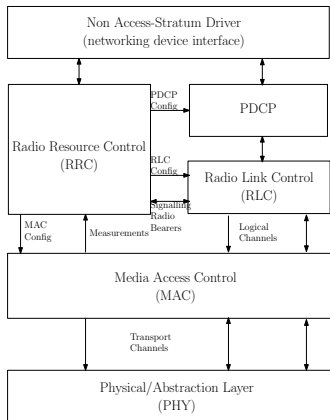 Non Access-Stratum Driver
(networking device interface)
PDCP
Config
PDCP
Radio Resource Control
(RRC)
RLC
Config
Radio Link Control
(RLC)
Signalling
Radio
Bearers
MAC
Config
Measurements
Logical
Channels
Media Access Control
(MAC)
Transport
Channels
Physical/Abstraction Layer
(PHY)